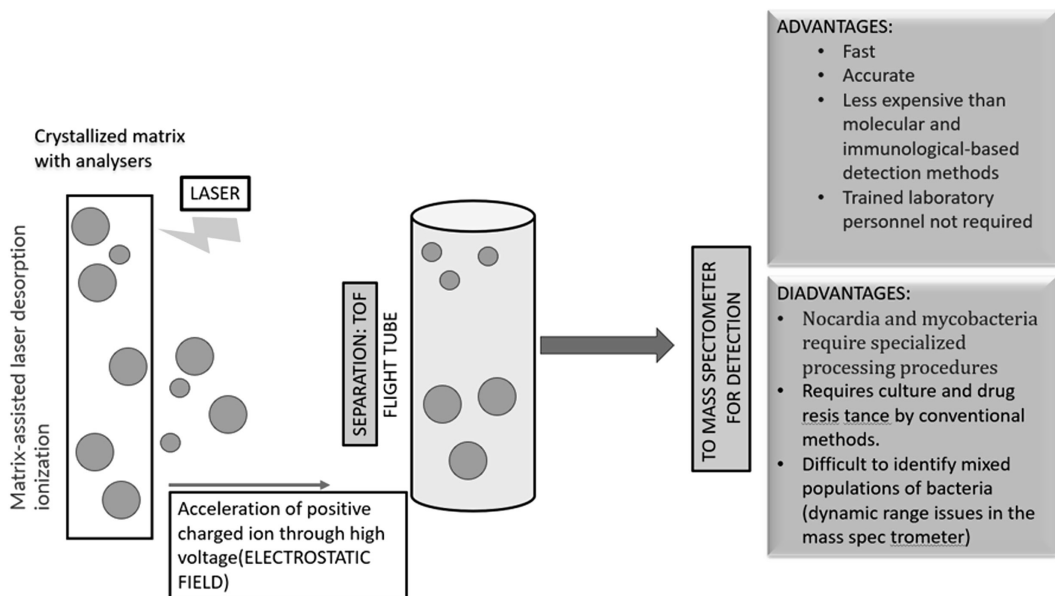 Crystallized matrix
with analysers
LASER
Matrix-assisted laser desorption
ionization
Acceleration of positive
charged ion through high
voltage(ELECTROSTATIC
FIELD)
SEPARATION: TOF
FLIGHT TUBE
TO MASS SPECTOMETER
FOR DETECTION
ADVANTAGES:
• Fast
• Accurate
• Less expensive than
molecular and
immunological-based
detection methods
• Trained laboratory
personnel not required
DIADVANTAGES:
• Nocardia and mycobacteria
require specialized
processing procedures
• Requires culture and drug
resis tance by conventional
methods.
• Difficult to identify mixed
populations of bacteria
(dynamic range issues in the
mass spec trometer)